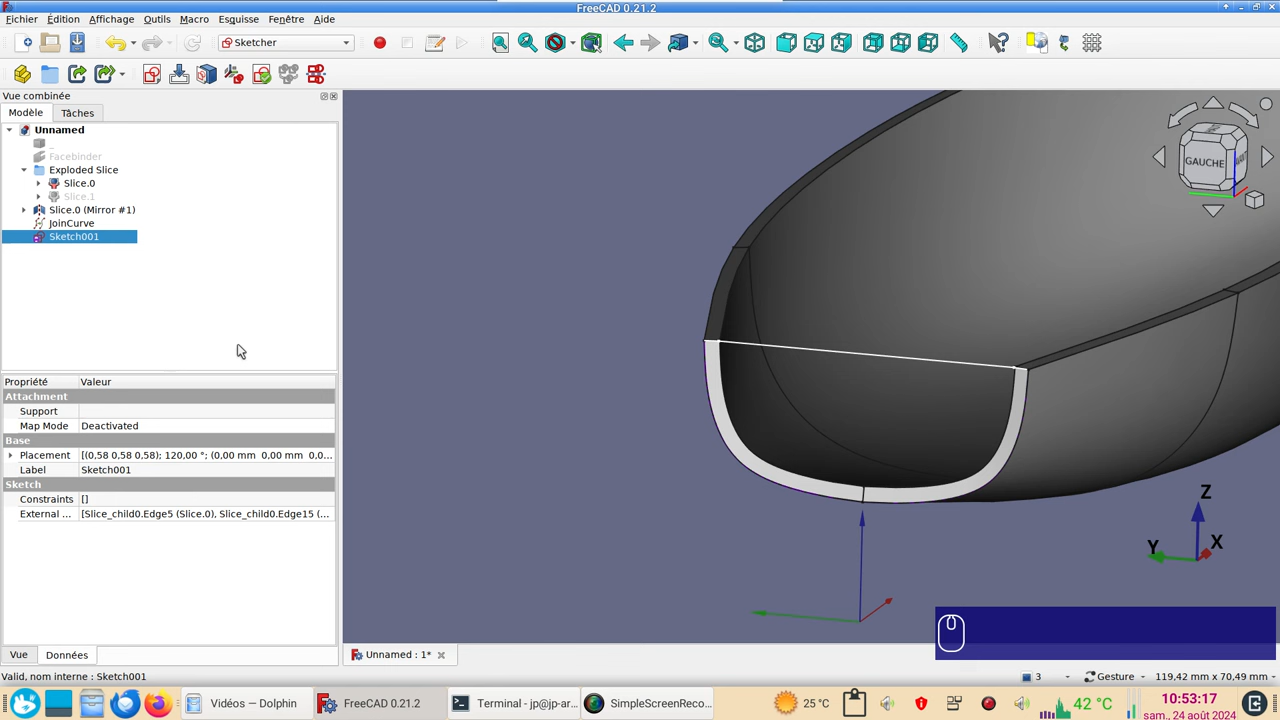 FreeCAD 0.21.2
Fichier Édition Affichage Outils Macro Esquisse Fenêtre Aide
Sketcher
Vue combinée
Modèle Tâches
Unnamed
_
Facebinder
Exploded Slice
Slice.0
Slice.1
Slice.0 (Mirror #1)
JoinCurve
Sketch001
Propriété Valeur
Attachment
Support
Map Mode Deactivated
Base
Placement [(0,58 0,58 0,58); 120,00 °; (0,00 mm 0,00 mm 0,0...
Label Sketch001
Sketch
Constraints []
External ... [Slice_child0.Edge5 (Slice.0), Slice_child0.Edge15 (...
Vue Données
GAUCHE
Z
Y X
Unnamed : 1*
Valid, nom interne : Sketch001
3 Gesture 119,42 mm x 70,49 mm
Vidéos — Dolphin
FreeCAD 0.21.2
Terminal - jp@jp-ar...
SimpleScreenReco...
25 °C
42 °C
10:53:17
sam., 24 août 2024